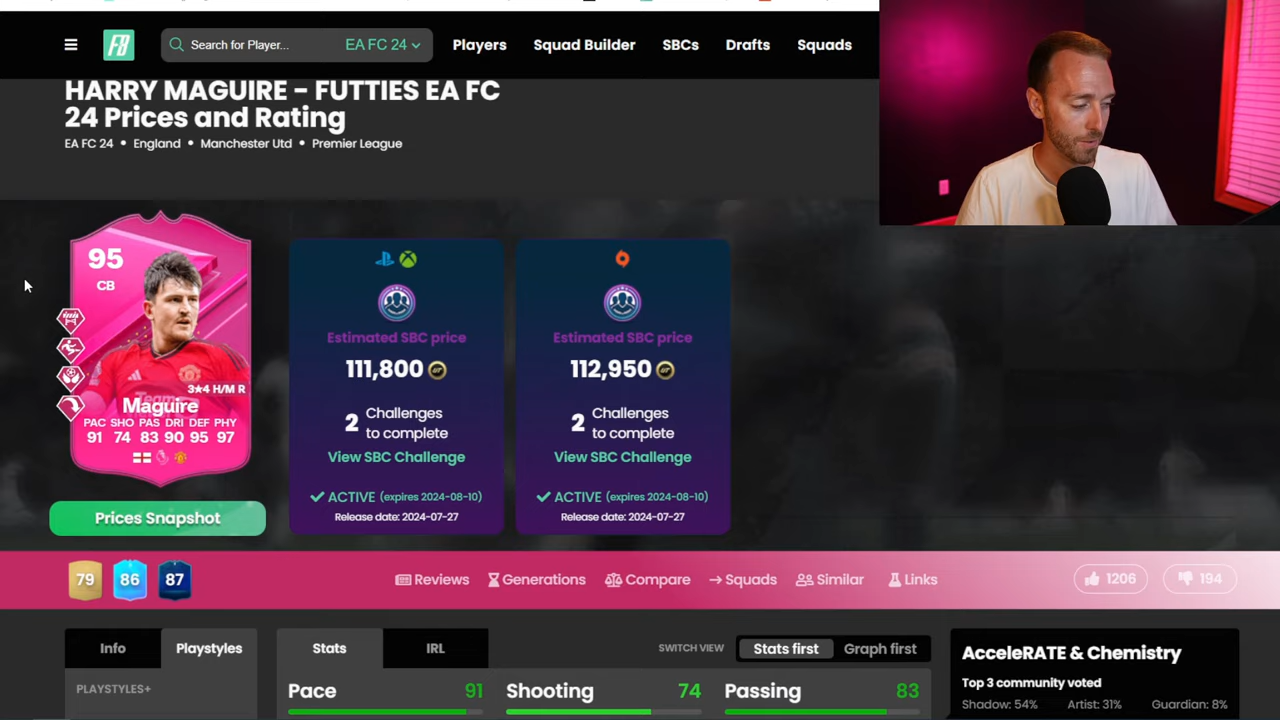 F8
Search for Player...
EA FC 24
Players
Squad Builder
SBCs
Drafts
Squads
HARRY MAGUIRE – FUTTIES EA FC
24 Prices and Rating
EA FC 24 • England • Manchester Utd • Premier League
95
CB
3★4 H/M R
Maguire
PAC SHO PAS DRI DEF PHY
91 74 83 90 95 97
Prices Snapshot
Estimated SBC price
111,800
2 Challenges
to complete
View SBC Challenge
ACTIVE (expires 2024-08-10)
Release date: 2024-07-27
Estimated SBC price
112,950
2 Challenges
to complete
View SBC Challenge
ACTIVE (expires 2024-08-10)
Release date: 2024-07-27
79
86
87
Reviews
Generations
Compare
Squads
Similar
Links
1206
194
Info
Playstyles
PLAYSTYLES+
Stats
IRL
SWITCH VIEW
Stats first
Graph first
Pace 91
Shooting 74
Passing 83
AcceleRATE & Chemistry
Top 3 community voted
Shadow: 54%
Artist: 31%
Guardian: 8%